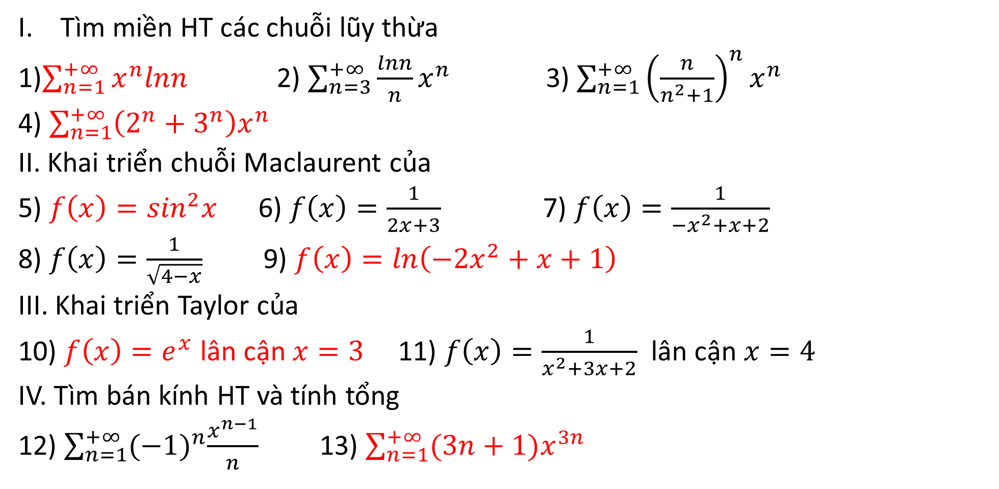 I. Tìm miền HT các chuỗi lũy thừa
1) $\sum_{n=1}^{+\infty} x^n lnn$ 2) $\sum_{n=3}^{+\infty} \frac{lnn}{n} x^n$ 3) $\sum_{n=1}^{+\infty} \left(\frac{n}{n^2+1}\right)^n x^n$
4) $\sum_{n=1}^{+\infty} (2^n + 3^n)x^n$
II. Khai triển chuỗi Maclaurent của
5) $f(x) = sin^2x$ 6) $f(x) = \frac{1}{2x+3}$ 7) $f(x) = \frac{1}{-x^2+x+2}$
8) $f(x) = \frac{1}{\sqrt{4-x}}$ 9) $f(x) = ln(-2x^2 + x + 1)$
III. Khai triển Taylor của
10) $f(x) = e^x$ lân cận $x = 3$ 11) $f(x) = \frac{1}{x^2+3x+2}$ lân cận $x = 4$
IV. Tìm bán kính HT và tính tổng
12) $\sum_{n=1}^{+\infty} (-1)^n \frac{x^{n-1}}{n}$ 13) $\sum_{n=1}^{+\infty} (3n + 1)x^{3n}$